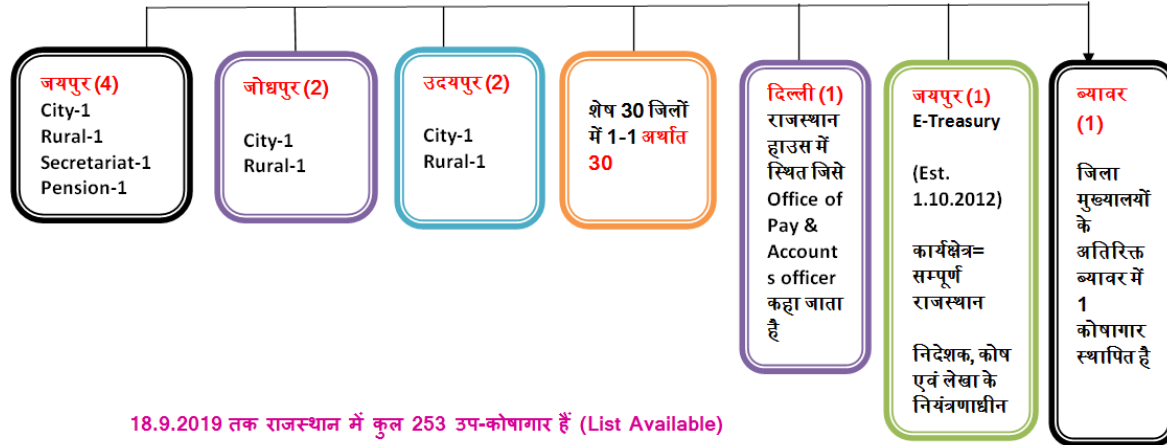 जयपुर (4)
City-1
Rural-1
Secretariat-1
Pension-1
जोधपुर (2)
City-1
Rural-1
उदयपुर (2)
City-1
Rural-1
शेष 30 जिलों
में 1-1 अर्थात
30
दिल्ली (1)
राजस्थान
हाउस में
स्थित जिसे
Office of
Pay &
Account
s officer
कहा जाता
है
जयपुर (1)
E-Treasury
(Est.
1.10.2012)
कार्यक्षेत्र=
सम्पूर्ण
राजस्थान
निदेशक, कोष
एवं लेखा के
नियंत्रणाधीन
ब्यावर
(1)
जिला
मुख्यालयों
के
अतिरिक्त
ब्यावर में
1
कोषागार
स्थापित है
18.9.2019 तक राजस्थान में कुल 253 उप-कोषागार हैं (List Available)